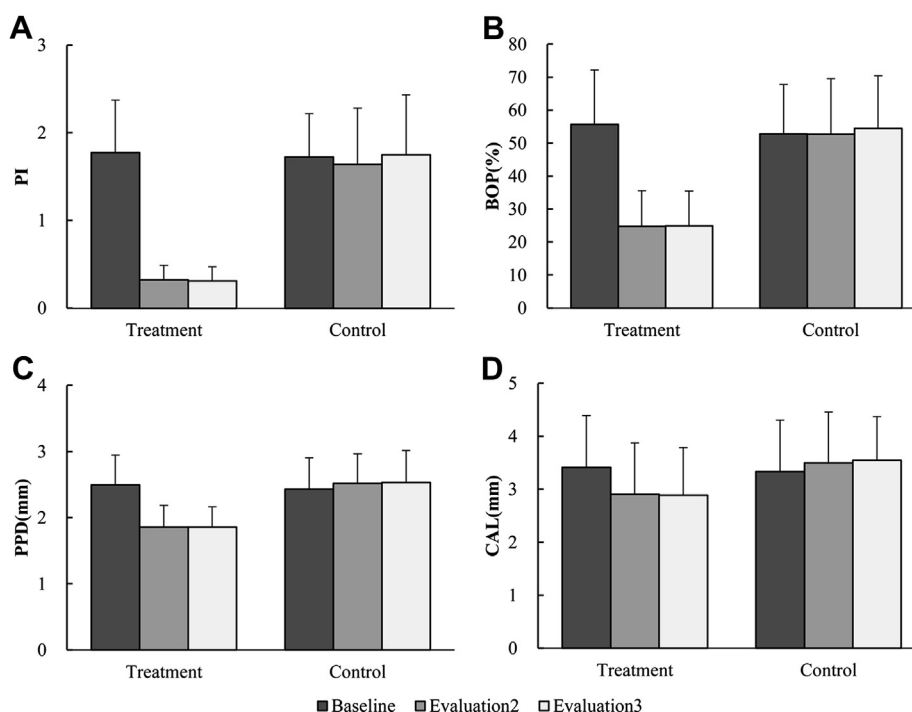 A
3
2
1
0
PI
Treatment
Control
B
80
70
60
50
40
30
20
10
0
BOP(%)
Treatment
Control
C
4
3
2
1
0
PPD(mm)
Treatment
Control
D
5
4
3
2
1
0
CAL(mm)
Treatment
Control
Baseline Evaluation2 Evaluation3